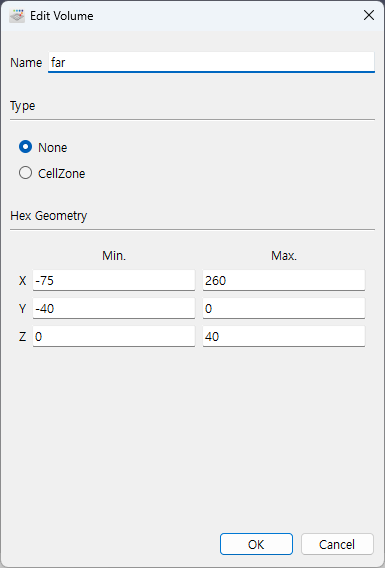 Edit Volume
Name far
Type
None
CellZone
Hex Geometry
Min. Max.
X -75 260
Y -40 0
Z 0 40
OK Cancel